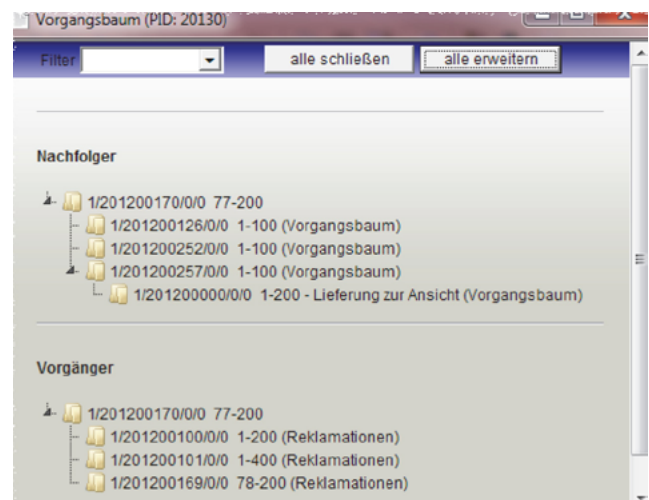 Vorgangsbaum (PID: 20130)
Filter alle schließen alle erweitern
Nachfolger
1/201200170/0/0 77-200
1/201200126/0/0 1-100 (Vorgangsbaum)
1/201200252/0/0 1-100 (Vorgangsbaum)
1/201200257/0/0 1-100 (Vorgangsbaum)
1/201200000/0/0 1-200 - Lieferung zur Ansicht (Vorgangsbaum)
Vorgänger
1/201200170/0/0 77-200
1/201200100/0/0 1-200 (Reklamationen)
1/201200101/0/0 1-400 (Reklamationen)
1/201200169/0/0 78-200 (Reklamationen)